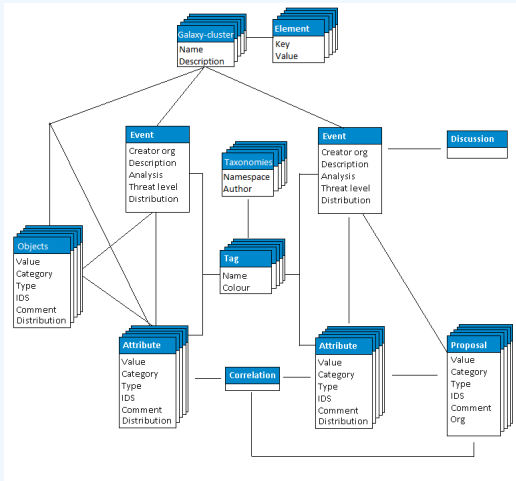 Galaxy-cluster
Name
Description
Element
Key
Value
Event
Creator org
Description
Analysis
Threat level
Distribution
Taxonomies
Namespace
Author
Event
Creator org
Description
Analysis
Threat level
Distribution
Discussion
Objects
Value
Category
Type
IDS
Comment
Distribution
Tag
Name
Colour
Attribute
Value
Category
Type
IDS
Comment
Distribution
Correlation
Attribute
Value
Category
Type
IDS
Comment
Distribution
Proposal
Value
Category
Type
IDS
Comment
Org